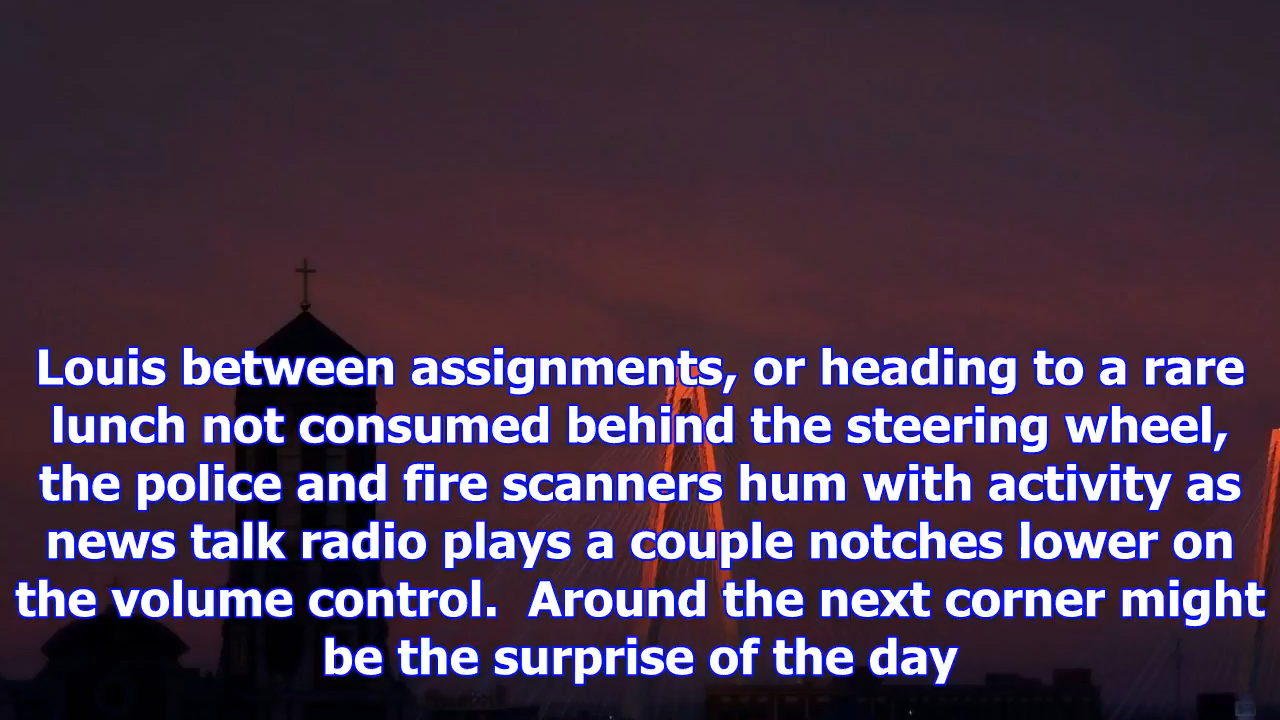 Louis between assignments, or heading to a rare
lunch not consumed behind the steering wheel,
the police and fire scanners hum with activity as
news talk radio plays a couple notches lower on
the volume control.  Around the next corner might
be the surprise of the day